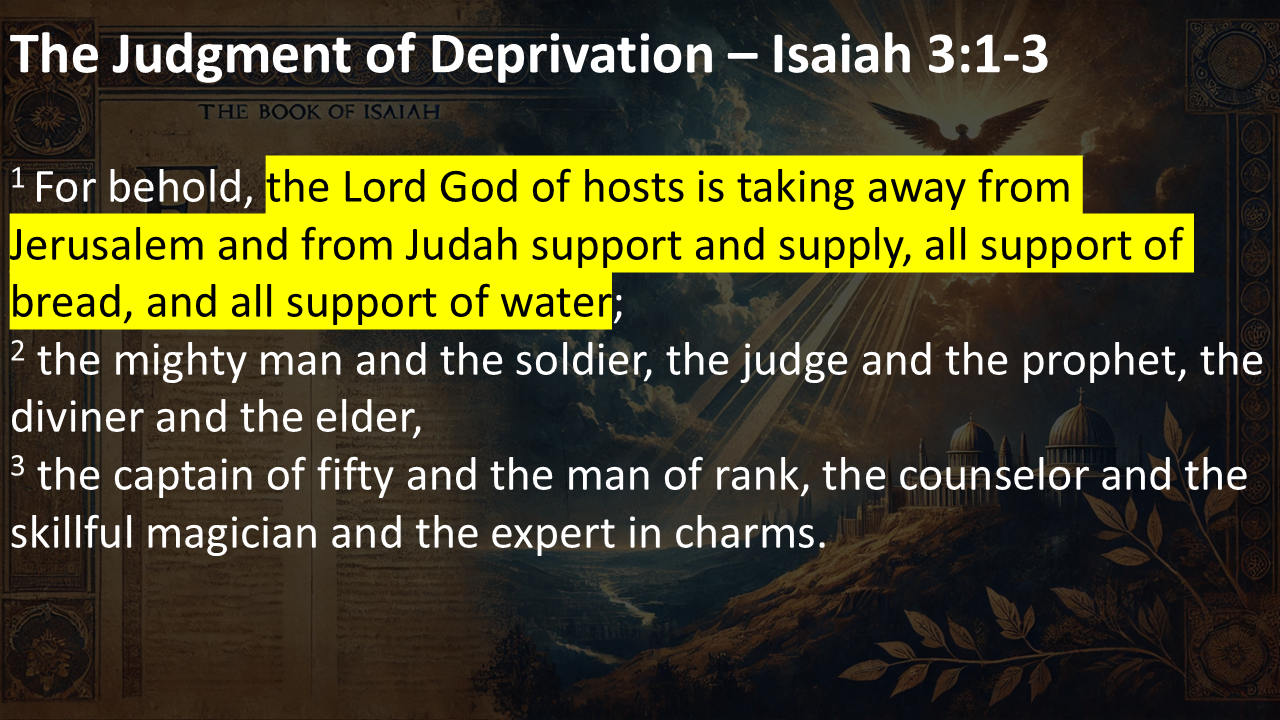 The Judgment of Deprivation – Isaiah 3:1-3
THE BOOK OF ISAIAH
1 For behold, the Lord God of hosts is taking away from
Jerusalem and from Judah support and supply, all support of
bread, and all support of water;
2 the mighty man and the soldier, the judge and the prophet, the
diviner and the elder,
3 the captain of fifty and the man of rank, the counselor and the
skillful magician and the expert in charms.